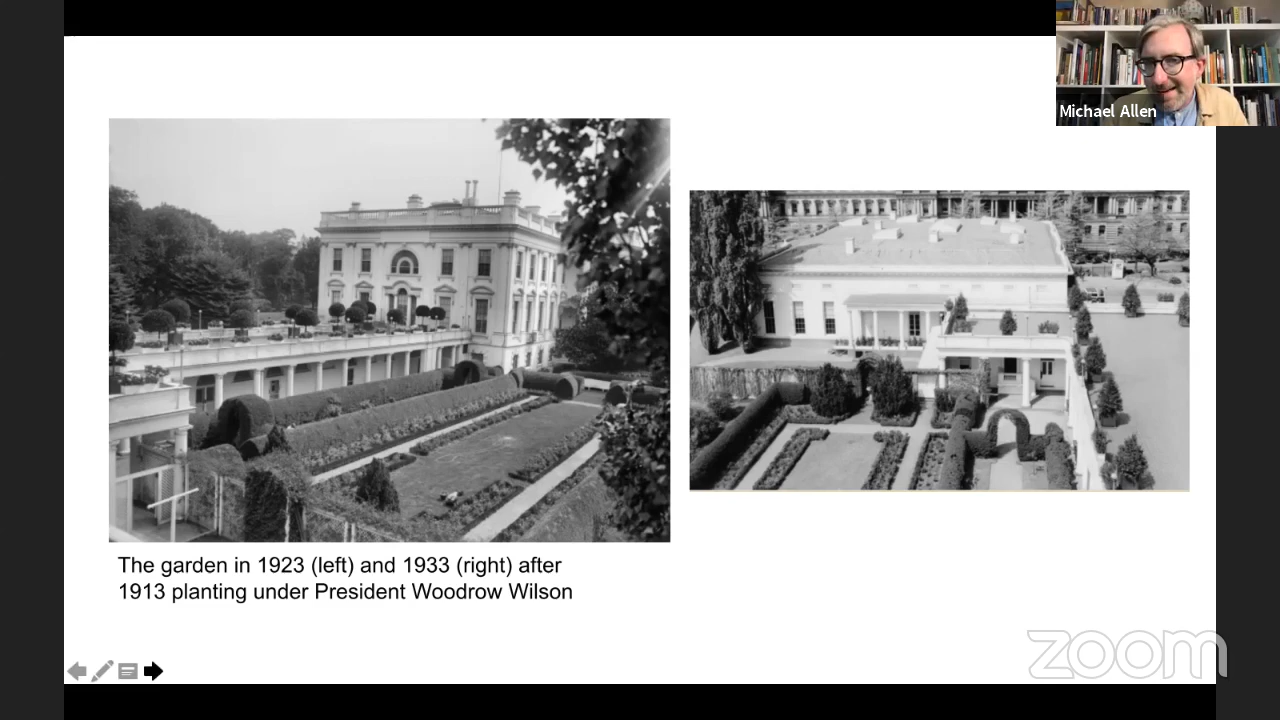 Michael Allen
The garden in 1923 (left) and 1933 (right) after
1913 planting under President Woodrow Wilson
zoom